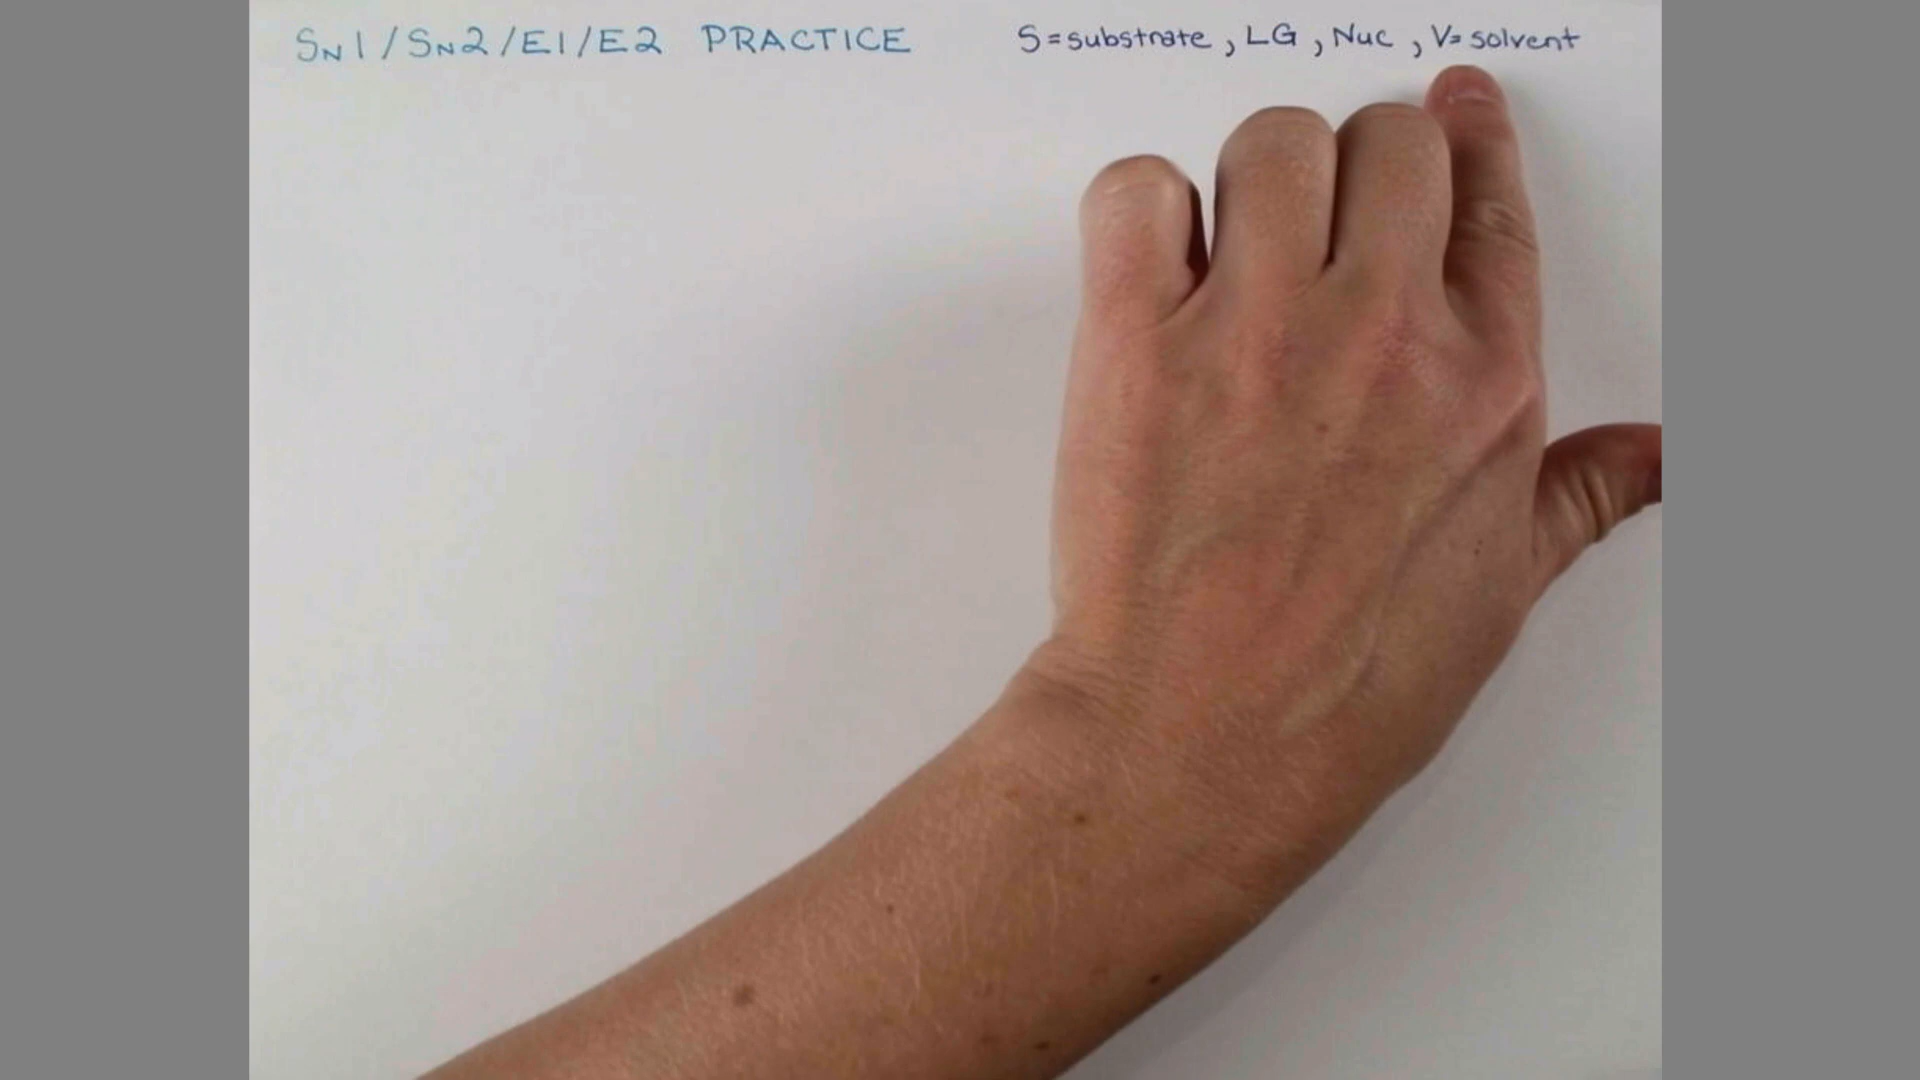 SN1/SN2/E1/E2 PRACTICE S=substrate, LG, Nuc, V=solvent